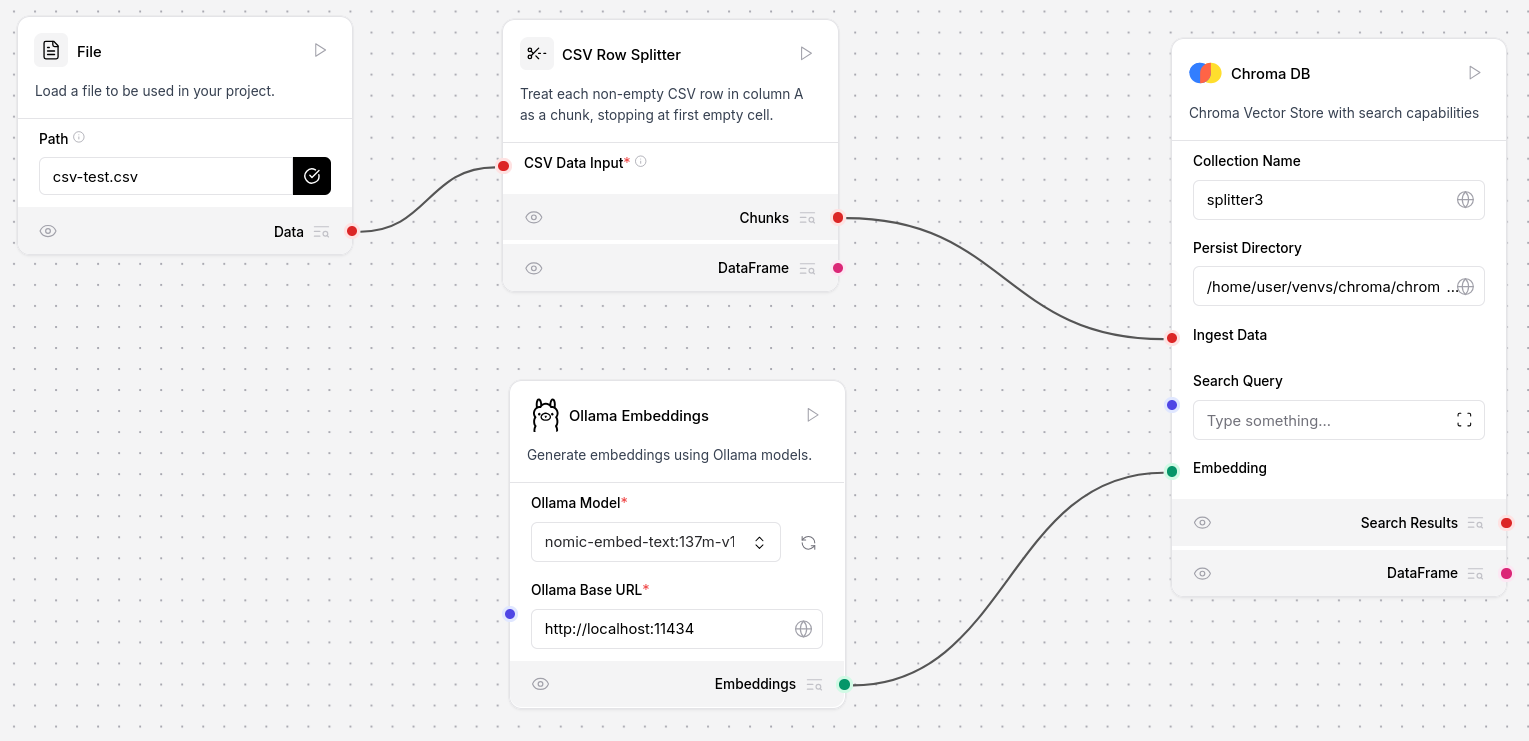 File
Load a file to be used in your project.
Path
csv-test.csv
Data
CSV Row Splitter
Treat each non-empty CSV row in column A
as a chunk, stopping at first empty cell.
CSV Data Input*
Chunks
DataFrame
Ollama Embeddings
Generate embeddings using Ollama models.
Ollama Model*
nomic-embed-text:137m-v1
Ollama Base URL*
http://localhost:11434
Embeddings
Chroma DB
Chroma Vector Store with search capabilities
Collection Name
splitter3
Persist Directory
/home/user/venvs/chroma/chrom ...
Ingest Data
Search Query
Type something...
Embedding
Search Results
DataFrame